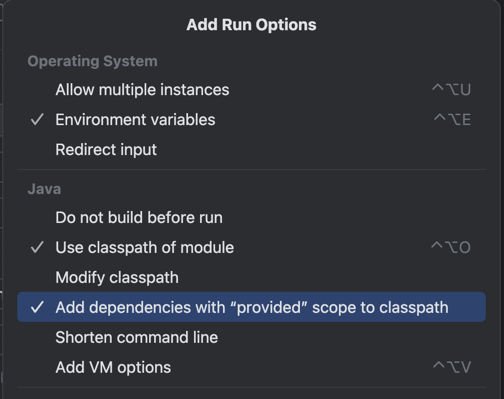 Add Run Options
Operating System
Allow multiple instances ⌃⌥U
✓ Environment variables ⌃⌥E
Redirect input
Java
Do not build before run
✓ Use classpath of module ⌃⌥O
Modify classpath
✓ Add dependencies with “provided” scope to classpath
Shorten command line
Add VM options ⌃⌥V